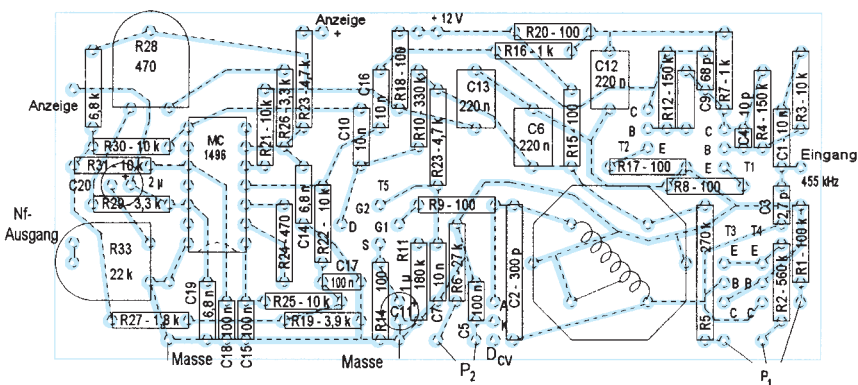 Anzeige +
+ 12 V
R28
470
6,8 k
Anzeige
R30 - 10 k
R31 - 10 k
C20
+
2 µ
R29 - 3,3 k
Nf-
Ausgang
R33
22 k
R27 - 1,8 k
MC
1496
C19
6,8 n
C18
100 n
C15
100 n
Masse
R21 - 10 k
R26 - 3,3 k
R23 - 4,7 k
C14
6,8 n
R22 - 10 k
R24 - 470
R25 - 10 k
R19 - 3,9 k
C17
100 n
C10
10 n
C16
10 n
R18 - 100
R10 - 330 k
R23 - 4,7 k
T5
G2
D
G1
S
R9 - 100
R14 - 100
1 µ
+
C11
R11
180 k
C7
10 n
R6 - 27 k
C5
100 n
A
K
Masse
P2
DCV
C2 - 300 p
C13
220 n
C6
220 n
R20 - 100
R16 - 1 k
R15 - 100
C12
220 n
R12 - 150 k
C9
68 p
R7 - 1 k
C
B
T2
E
R17 - 100
R8 - 100
C
B
E
T1
C4 - 10 p
R4 - 150 k
C1 - 10 n
R3 - 10 k
Eingang
455 kHz
C3
2,7 p
R5
270 k
T3
T4
E
E
B
B
C
C
R2 - 560 k
R1 - 100 k
P1